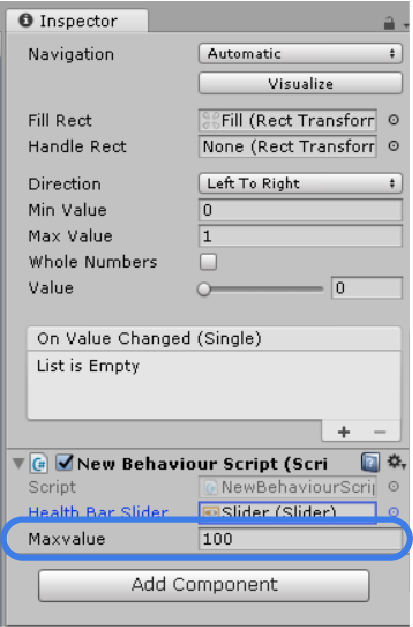 Inspector
Navigation Automatic
Visualize
Fill Rect Fill (Rect Transforr
Handle Rect None (Rect Transforr
Direction Left To Right
Min Value 0
Max Value 1
Whole Numbers
Value 0
On Value Changed (Single)
List is Empty
+ −
New Behaviour Script (Scri
Script NewBehaviourScrip
Health Bar Slider Slider (Slider)
Maxvalue 100
Add Component